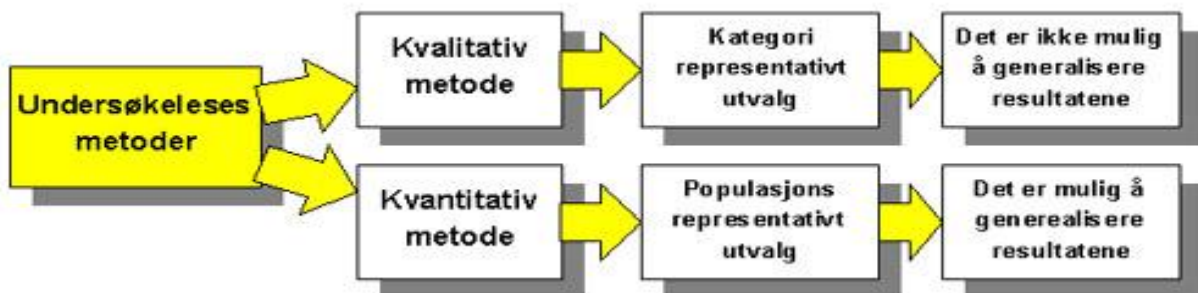 Undersøkeleses
metoder
Kvalitativ
metode
Kategori
representativt
utvalg
Det er ikke mulig
å generalisere
resultatene
Kvantitativ
metode
Populasjons
representativt
utvalg
Det er mulig å
generealisere
resultatene